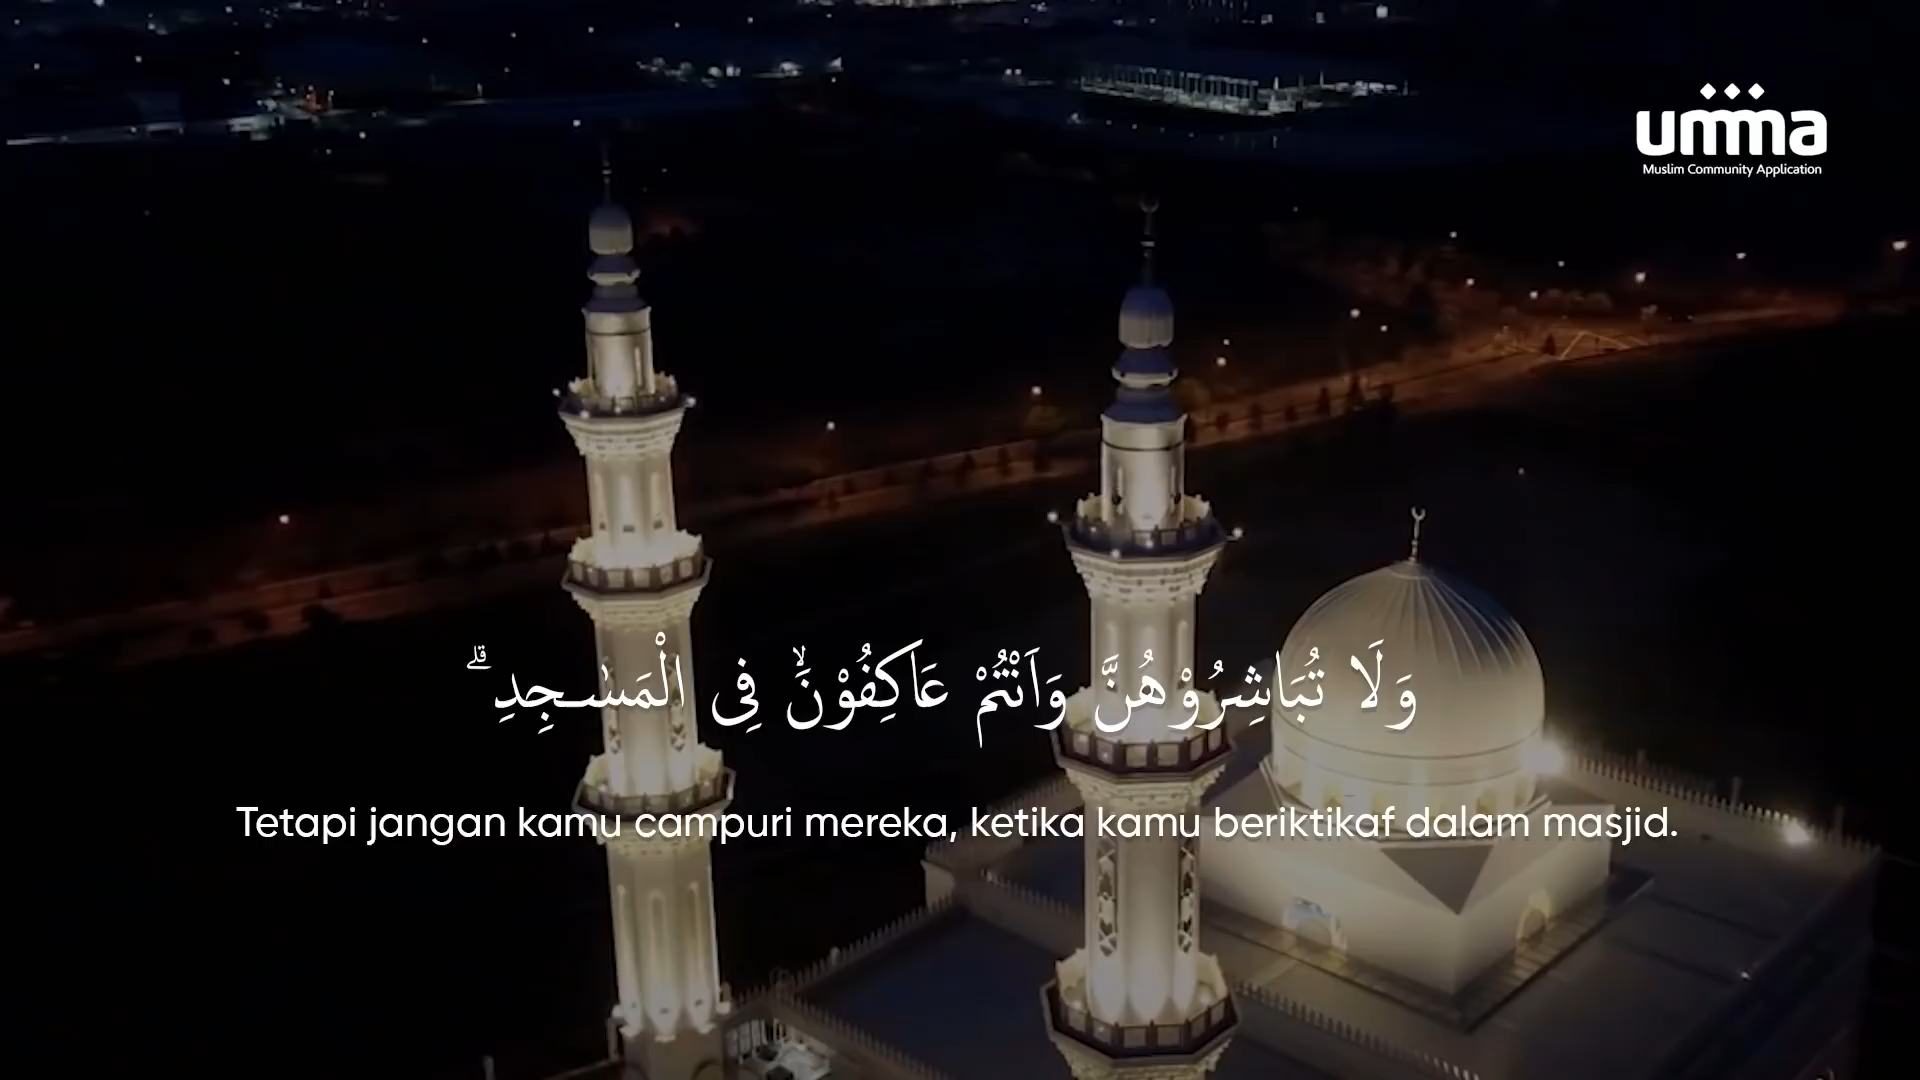 umma
Muslim Community Application
وَلَا تُبَاشِرُوْهُنَّ وَاَنْتُمْ عَاكِفُوْنَۙ فِى الْمَسٰجِدِ ۗ
Tetapi jangan kamu campuri mereka, ketika kamu beriktikaf dalam masjid.